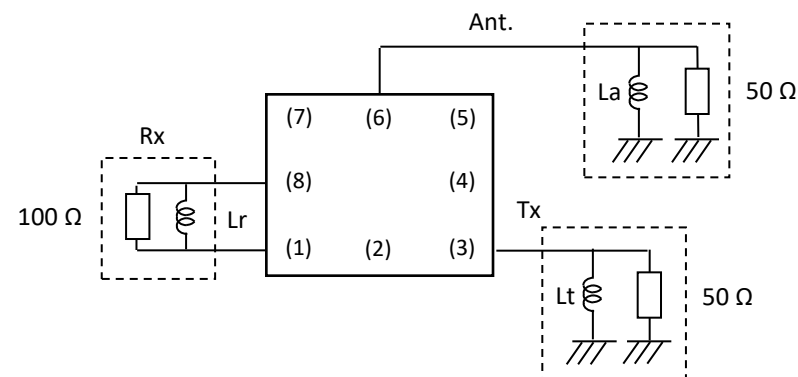 Ant.
La
50 Ω
(7) (6) (5)
Rx
(8) (4)
100 Ω
Lr
Tx
(1) (2) (3)
Lt
50 Ω